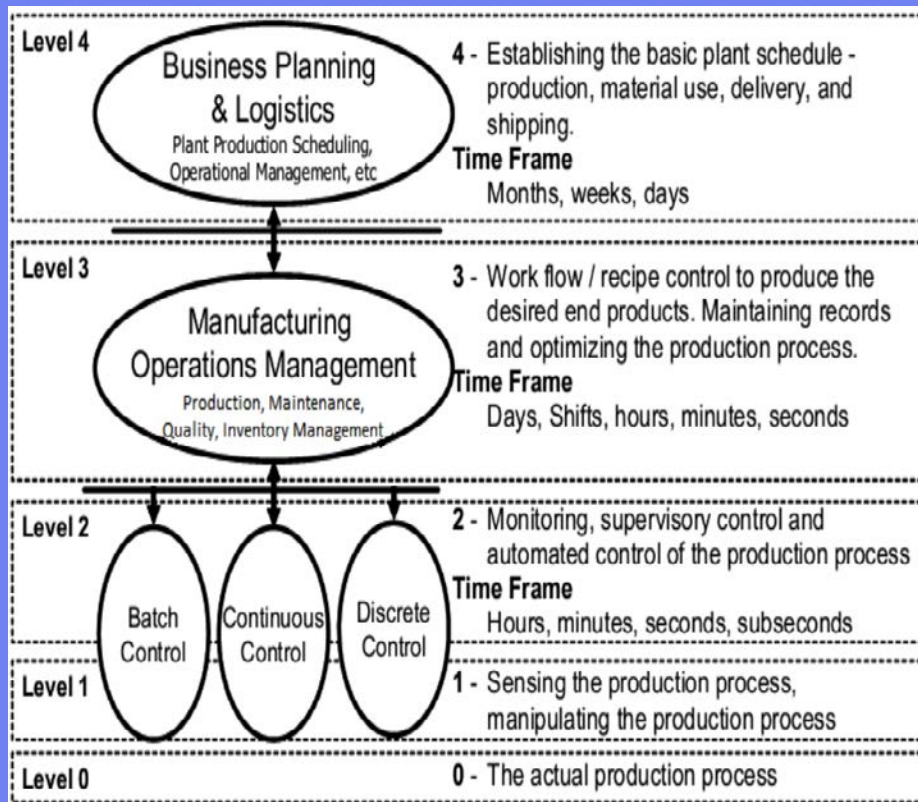 Level 4
Business Planning
& Logistics
Plant Production Scheduling,
Operational Management, etc
4 - Establishing the basic plant schedule -
production, material use, delivery, and
shipping.
Time Frame
Months, weeks, days
Level 3
Manufacturing
Operations Management
Production, Maintenance,
Quality, Inventory Management
3 - Work flow / recipe control to produce the
desired end products. Maintaining records
and optimizing the production process.
Time Frame
Days, Shifts, hours, minutes, seconds
Level 2
Batch
Control
Continuous
Control
Discrete
Control
2 - Monitoring, supervisory control and
automated control of the production process
Time Frame
Hours, minutes, seconds, subseconds
Level 1
1 - Sensing the production process,
manipulating the production process
Level 0
0 - The actual production process